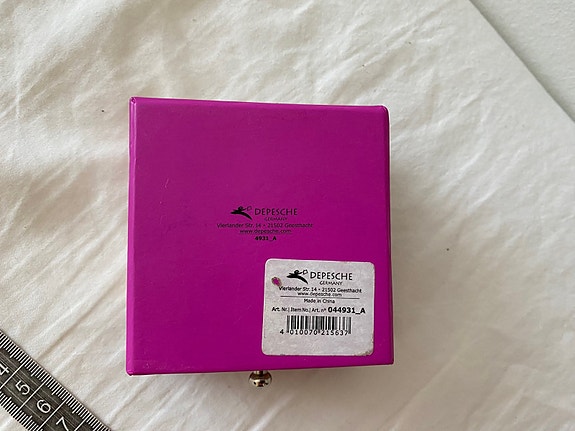 DEPESCHE
GERMANY
Vierlander Str. 14 • 21502 Geesthacht
www.depesche.com
4931_A
DEPESCHE
GERMANY
Vierlander Str. 14 • 21502 Geesthacht
www.depesche.com
Made in China
Art. Nr.| Item No.| Art. n° 044931_A
4 010070 215637
5
6
7